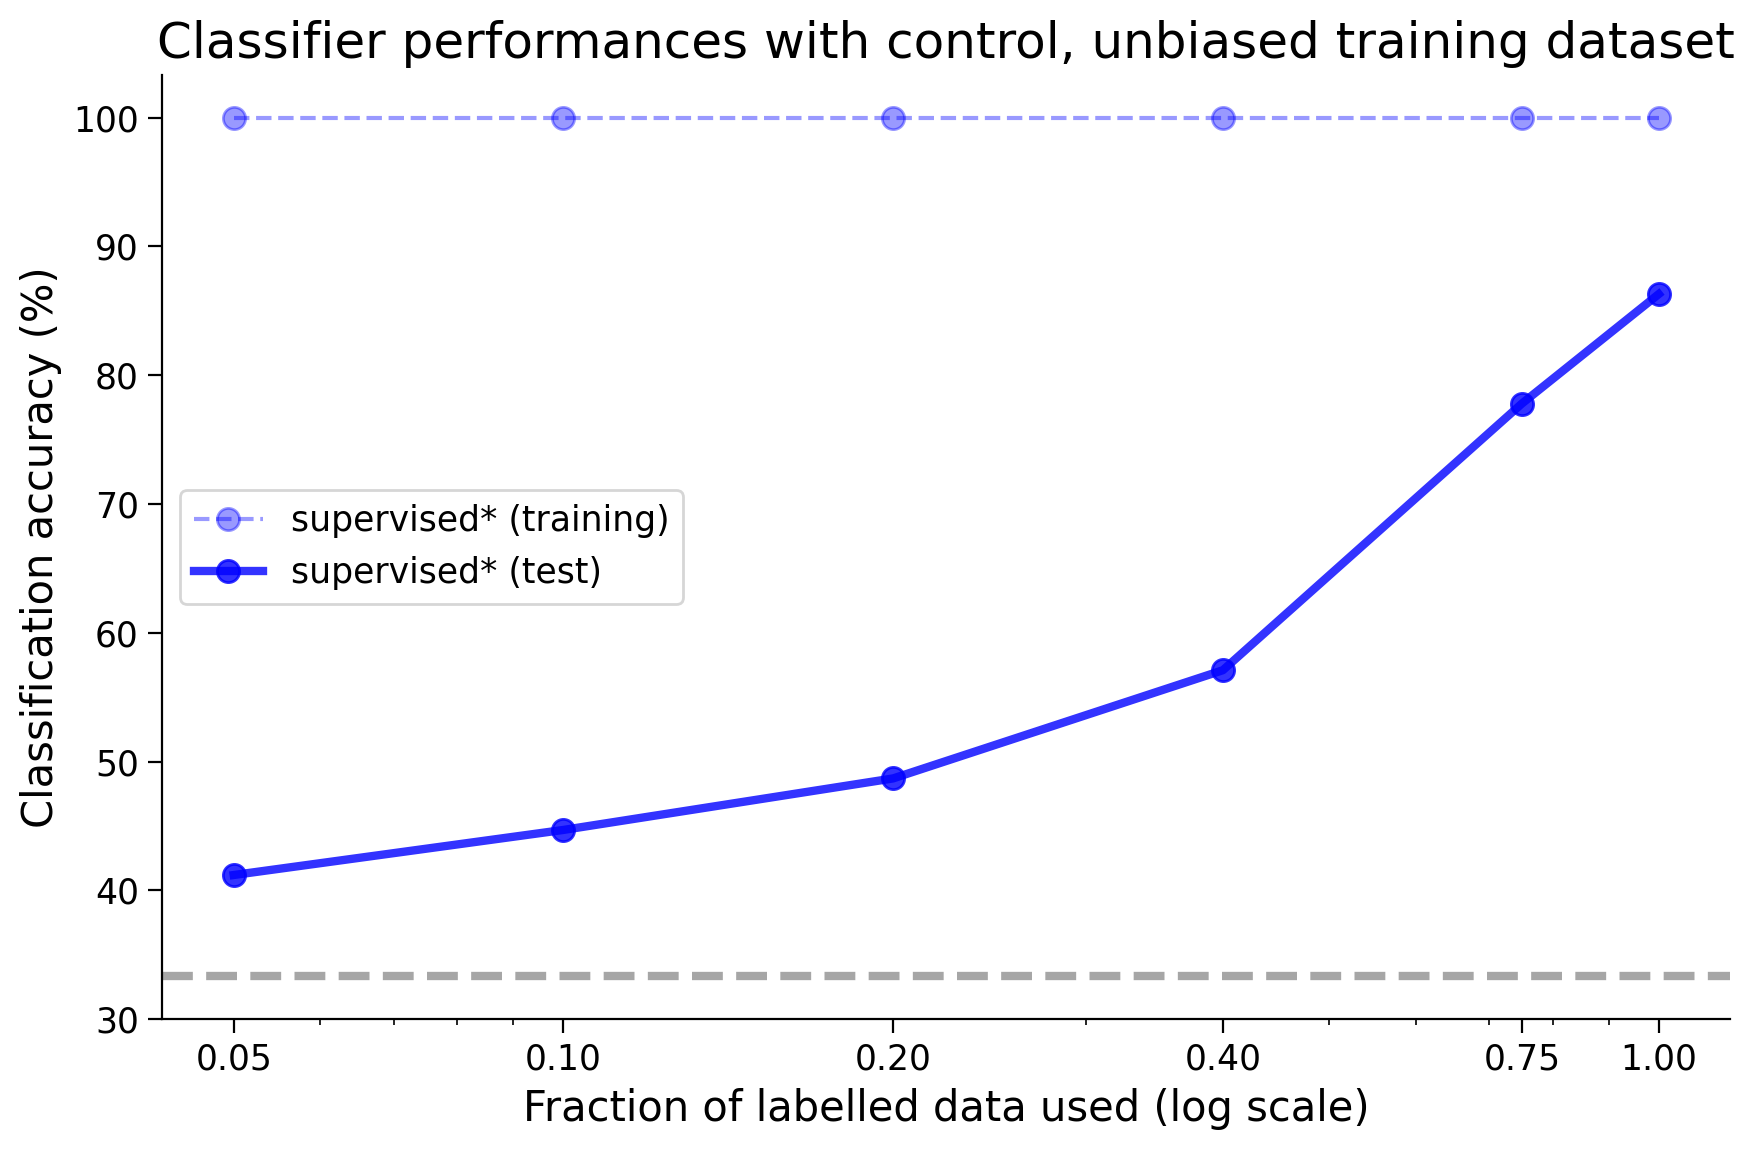 Classifier performances with control, unbiased training dataset
Classification accuracy (%)
100
90
80
70
60
50
40
30
supervised* (training)
supervised* (test)
0.05 0.10 0.20 0.40 0.75 1.00
Fraction of labelled data used (log scale)